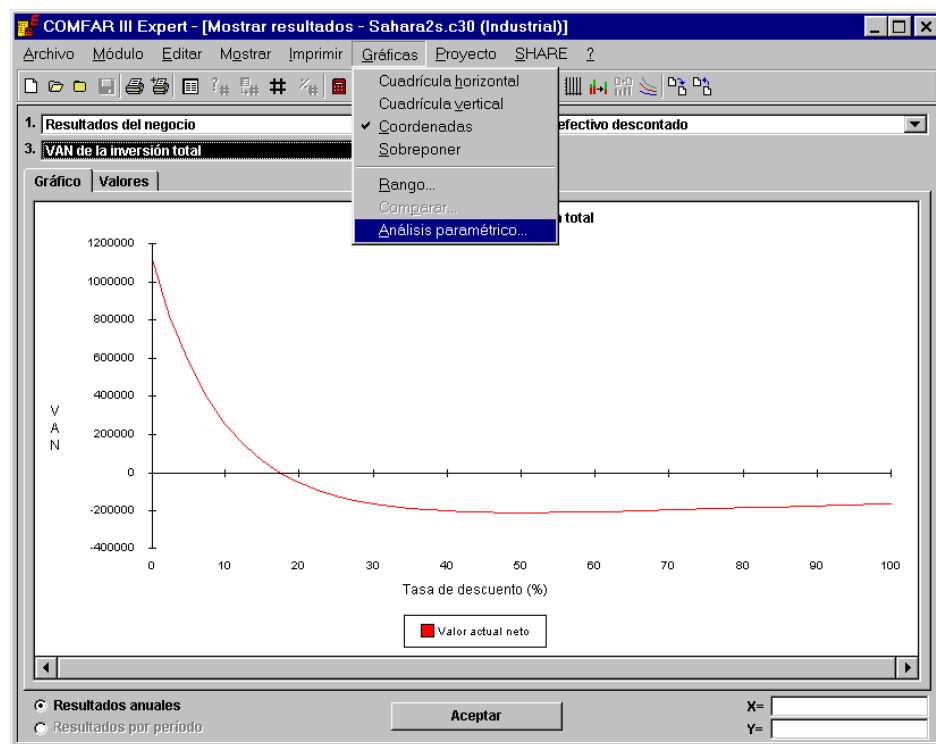 COMFAR III Expert - [Mostrar resultados - Sahara2s.c30 (Industrial)]
Archivo Módulo Editar Mostrar Imprimir Gráficas Proyecto SHARE ?
Cuadrícula horizontal
Cuadrícula vertical
Coordenadas
Sobreponer
Rango...
Comparar...
Análisis paramétrico...
1. Resultados del negocio
efectivo descontado
3. VAN de la inversión total
Gráfico Valores
total
1200000
1000000
800000
600000
400000
200000
0
-200000
-400000
VAN
0 10 20 30 40 50 60 70 80 90 100
Tasa de descuento (%)
Valor actual neto
Resultados anuales
Resultados por período
Aceptar
X=
Y=